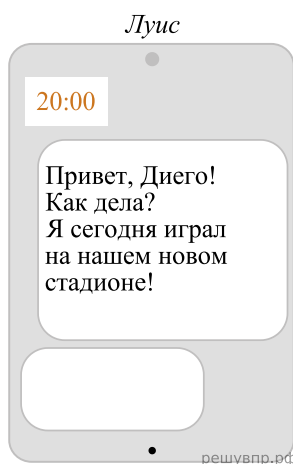 Луис
20:00
Привет, Диего!
Как дела?
Я сегодня играл
на нашем новом
стадионе!
решувпр.рф